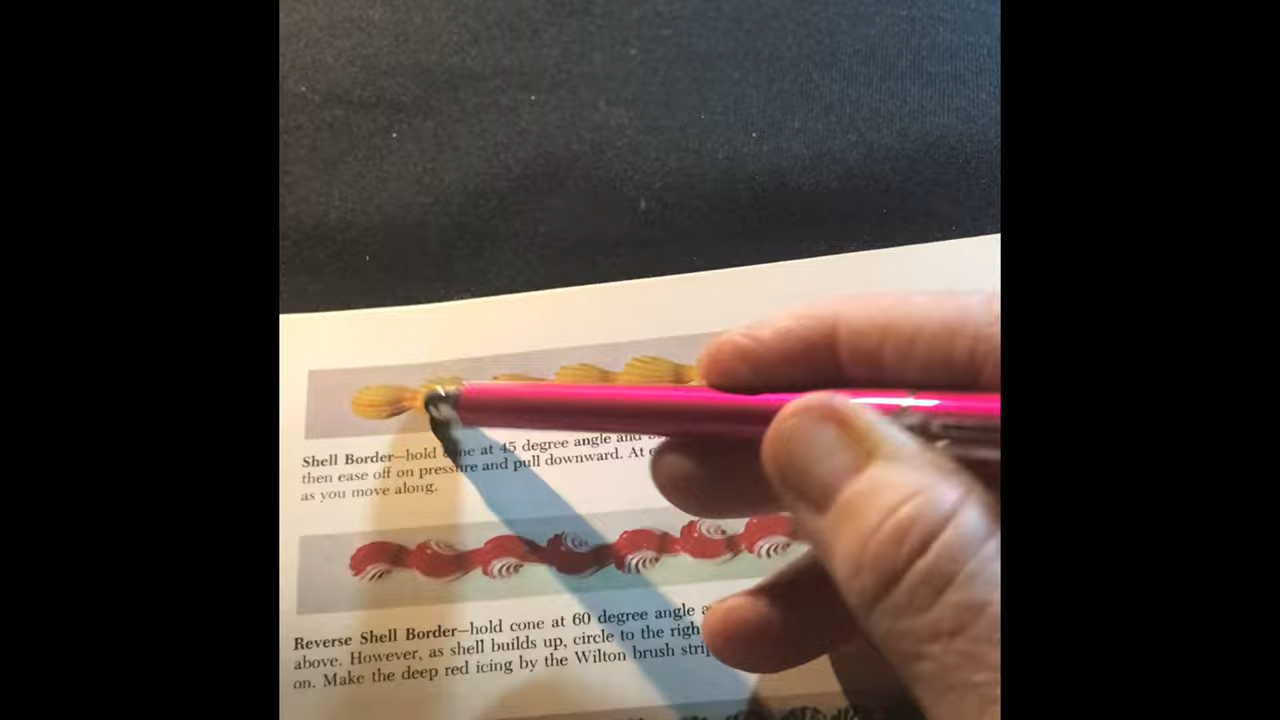 Shell Border—hold cone at 45 degree angle and
then ease off on pressure and pull downward. At
as you move along.
Reverse Shell Border—hold cone at 60 degree angle
above. However, as shell builds up, circle to the
on. Make the deep red icing by the Wilton brush